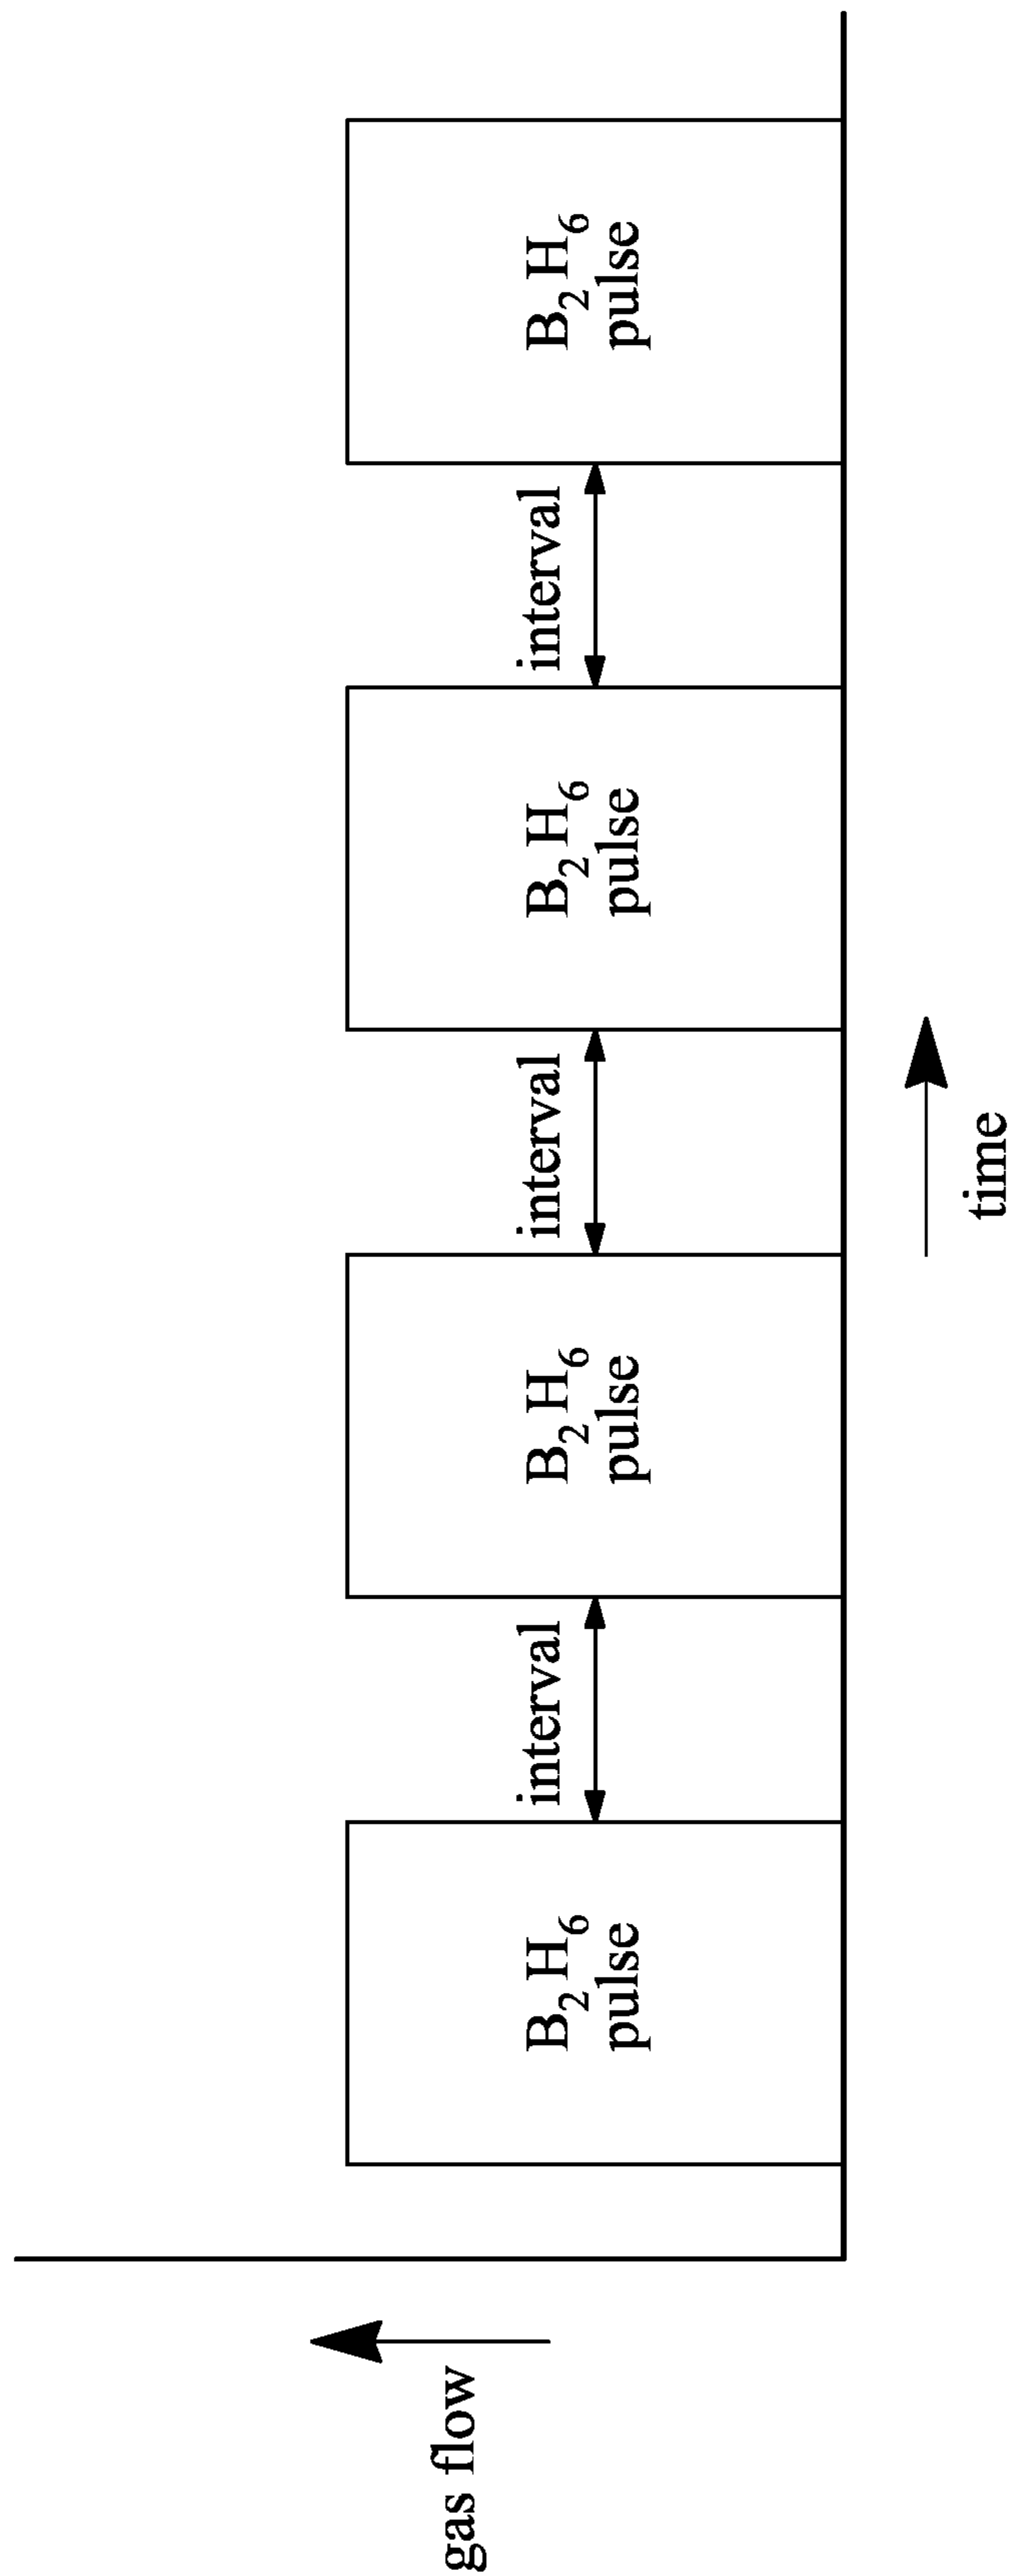 gas flow
B2H6
pulse
interval
B2H6
pulse
interval
B2H6
pulse
interval
B2H6
pulse
time